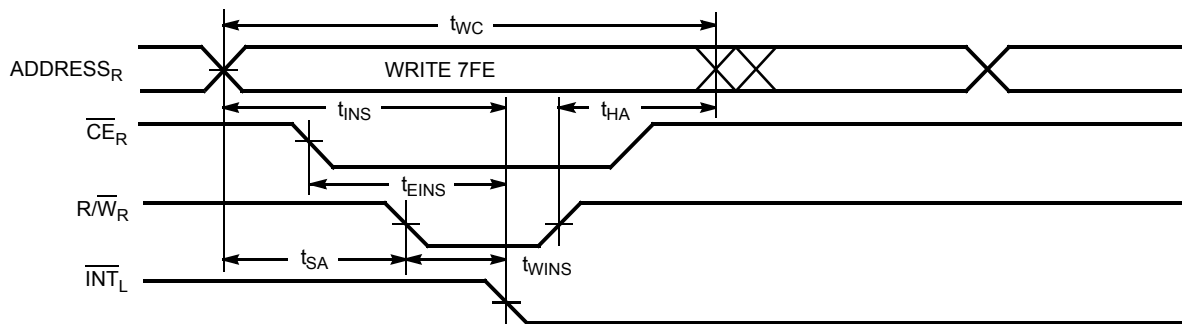 tWC
ADDRESSR
WRITE 7FE
tINS
tHA
CER
tEINS
R/WR
tSA
tWINS
INTL